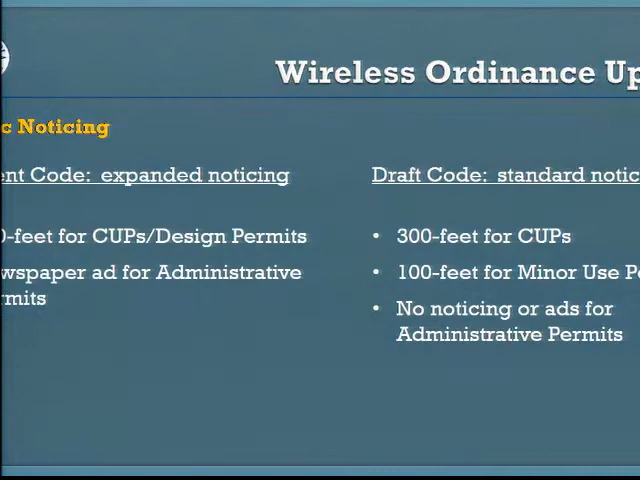 Wireless Ordinance Up
c Noticing
ent Code: expanded noticing
0-feet for CUPs/Design Permits
wspaper ad for Administrative
rmits
Draft Code: standard notic
• 300-feet for CUPs
• 100-feet for Minor Use Pe
• No noticing or ads for
Administrative Permits